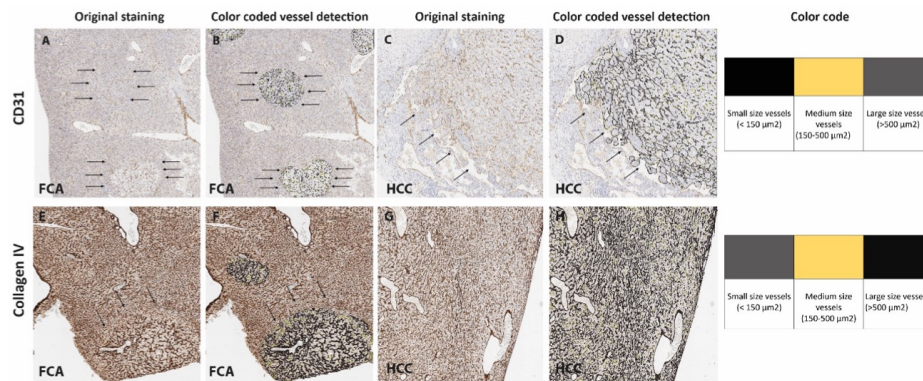 Original staining
Color coded vessel detection
Original staining
Color coded vessel detection
Color code
CD31
A
B
C
D
FCA
FCA
HCC
HCC
Small size vessels
(< 150 µm2)
Medium size
vessels
(150-500 µm2)
Large size vesse
(>500 µm2)
Collagen IV
E
F
G
H
FCA
FCA
HCC
HCC
Small size vessels
(< 150 µm2)
Medium size
vessels
(150-500 µm2)
Large size vesse
(>500 µm2)